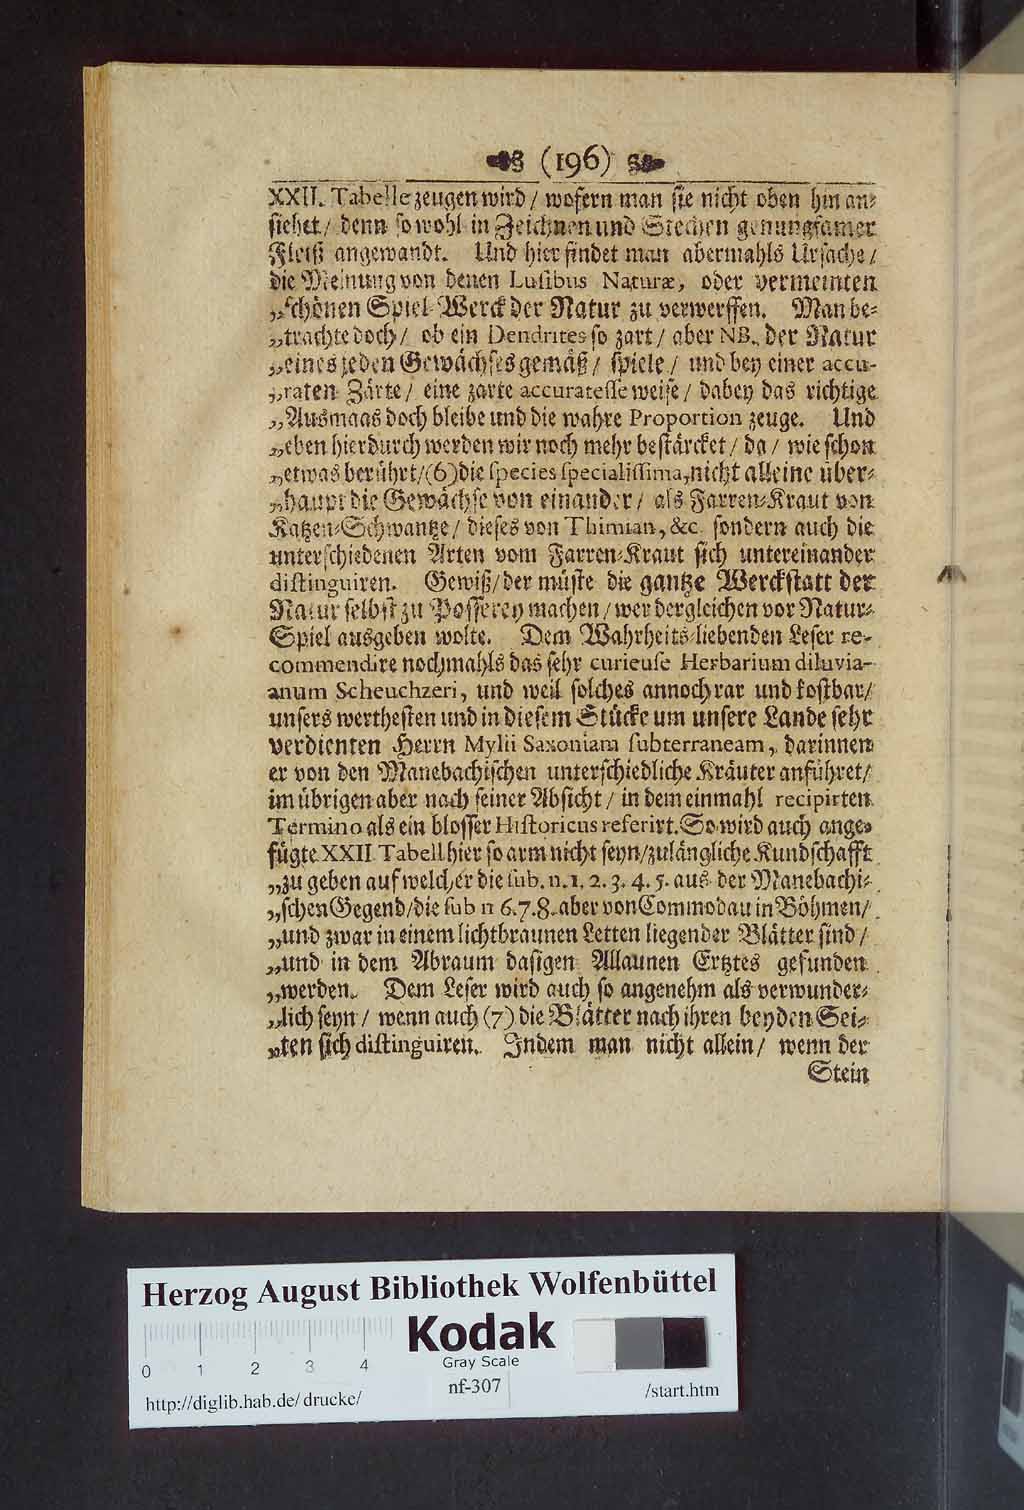 (196)
XXII. Tabelle zeugen wird / wofern man sie nicht oben hin an-
siehet / denn so wohl in Zeichnen und Stechen genungsamer
Fleiß angewandt. Und hier findet man abermahls Ursache /
die Meinung von denen Lusibus Naturæ, oder vermeinten
„schönen Spiel-Werck der Natur zu verwerffen. Man be-
„trachte doch / ob ein Dendrites so zart / aber NB. der Natur
„eines jeden Gewächses gemäß / spiele / und bey einer accu-
„raten Zärte / eine zarte accuratesse weise / dabey das richtige
„Ausmaas doch bleibe und die wahre Proportion zeuge. Und
„eben hierdurch werden wir noch mehr bestärcket / da / wie schon
„etwas berührt / (6) die species specialissima, nicht alleine über-
„haupt die Gewächse von einander / als Farren-Kraut von
Katzen-Schwantze / dieses von Thimian, &c. sondern auch die
unterschiedenen Arten vom Farren-Kraut sich untereinander
distinguiren. Gewiß / der müste die gantze Werckstatt der
Natur selbst zu Posserey machen / wer dergleichen vor Natur-
Spiel ausgeben wolte. Dem Wahrheits-liebenden Leser re-
commendire nochmahls das sehr curieuse Herbarium diluvia-
anum Scheuchzeri, und weil solches annoch rar und kostbar /
unsers werthesten und in diesem Stücke um unsere Lande sehr
verdienten Herrn Mylii Saxoniam subterraneam, darinnen
er von den Manebachischen unterschiedliche Kräuter anführet /
im übrigen aber nach seiner Absicht / in dem einmahl recipirten
Termino als ein blosser Historicus referirt. So wird auch ange-
fügte XXII. Tabell hier so arm nicht seyn / zulängliche Kundschafft
„zu geben auf welcher die sub. n. 1. 2. 3. 4. 5. aus der Manebachi-
„schen Gegend / die sub n 6. 7. 8. aber von Commodau in Böhmen /
„und zwar in einem lichtbraunen Letten liegender Blätter sind /
„und in dem Abraum dasigen Allaunen Ertztes gefunden
„werden. Dem Leser wird auch so angenehm als verwunder-
„lich seyn / wenn auch (7) die Blätter nach ihren beyden Sei-
„ten sich distinguiren. Indem man nicht allein / wenn der
Stein
Herzog August Bibliothek Wolfenbüttel
Kodak
Gray Scale
0 1 2 3 4
nf-307
http://diglib.hab.de/drucke/ /start.htm